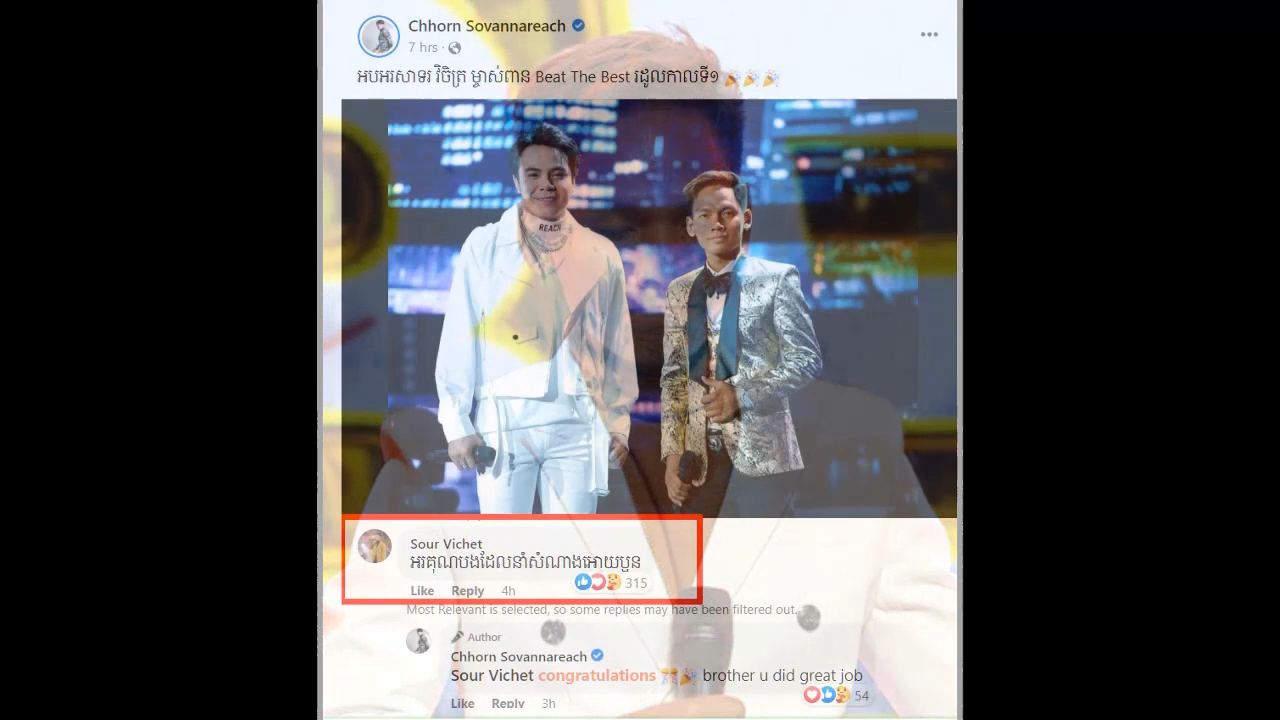 Chhorn Sovannareach
7 hrs ·
អបអរសាទរ វិចិត្រ ម្ចាស់ពាន Beat The Best រដូលកាលទី១ 🎉🎉🎉
REACH
Sour Vichet
អរគុណបងដែលនាំសំណាងអោយប្អូន
Like Reply 4h 315
Most Relevant is selected, so some replies may have been filtered out.
Author
Chhorn Sovannareach
Sour Vichet congratulations 🎊🎉 brother u did great job
Like Reply 3h 54